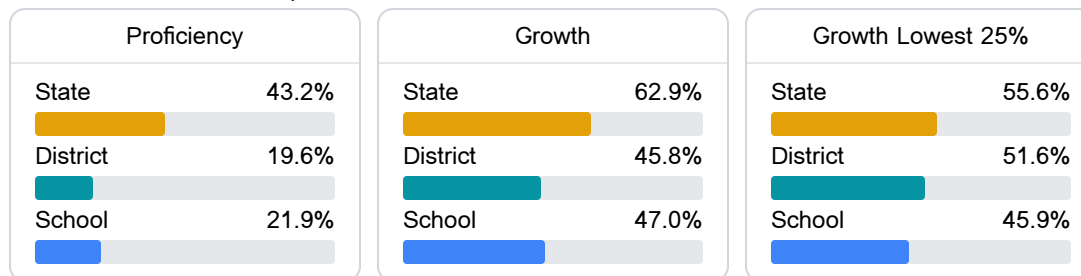 Proficiency
State 43.2%
District 19.6%
School 21.9%
Growth
State 62.9%
District 45.8%
School 47.0%
Growth Lowest 25%
State 55.6%
District 51.6%
School 45.9%